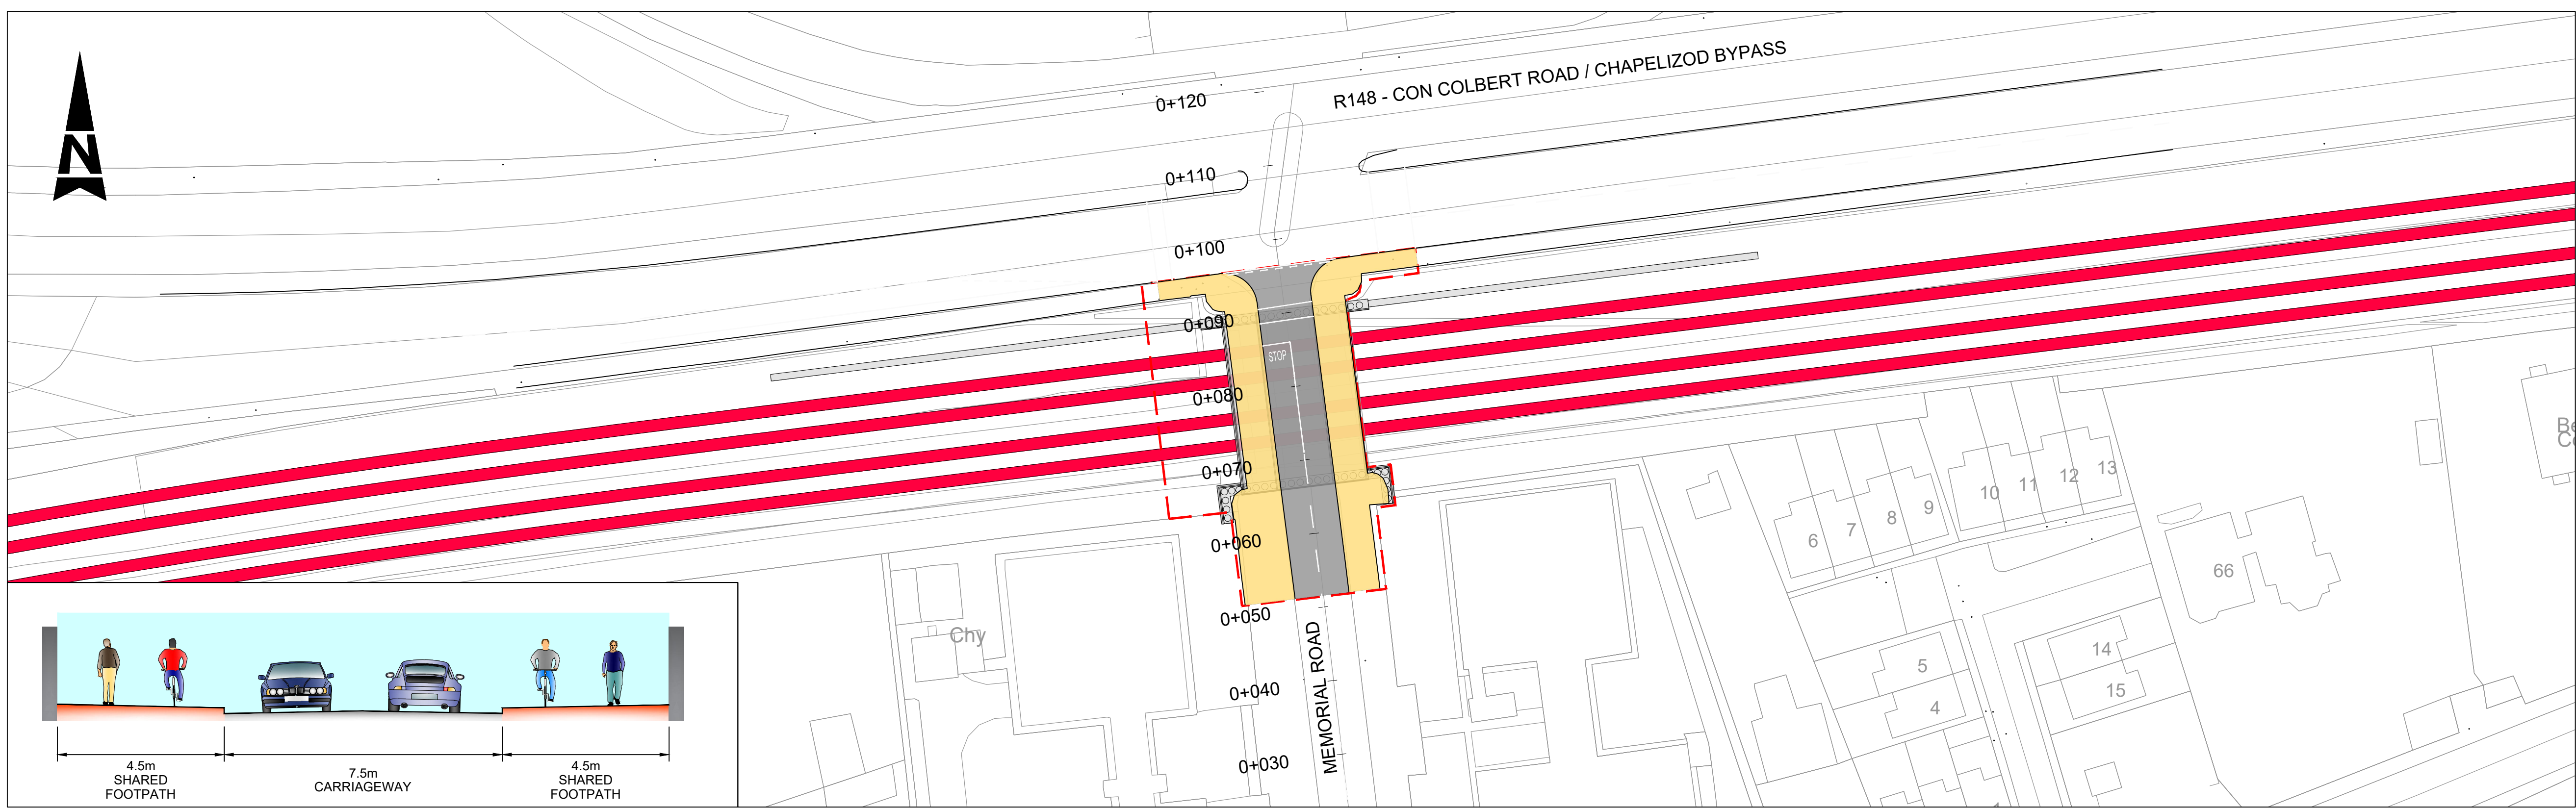 N
R148 - CON COLBERT ROAD / CHAPELIZOD BYPASS
0+120
0+110
0+100
0+090
STOP
0+080
0+070
0+060
0+050
0+040
0+030
MEMORIAL ROAD
Chy
6
7
8
9
10
11
12
13
66
5
4
14
15
4.5m
SHARED
FOOTPATH
7.5m
CARRIAGEWAY
4.5m
SHARED
FOOTPATH